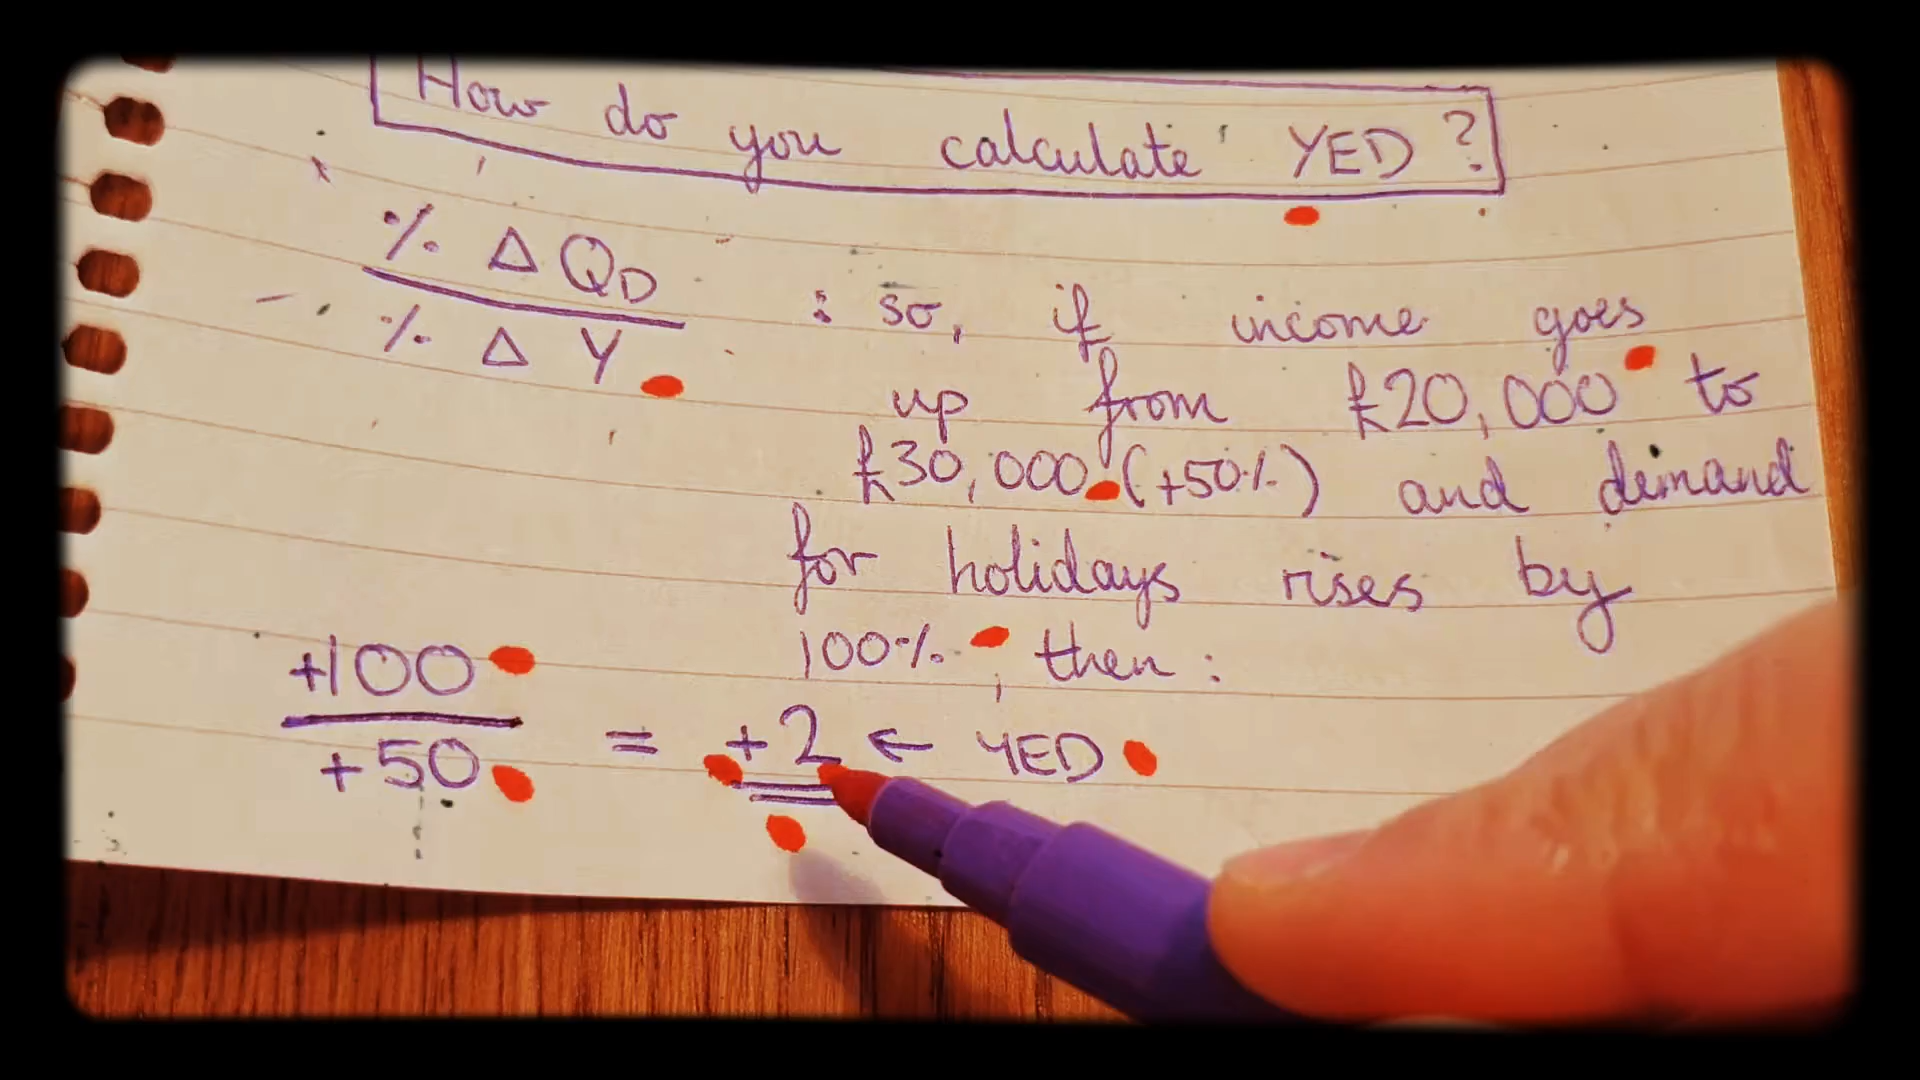 How do you calculate YED?
% Δ QD
% Δ Y
: so, if income goes
up from £20,000 to
£30,000 (+50%) and demand
for holidays rises by
100%, then:
+100
+50
= +2 ← YED